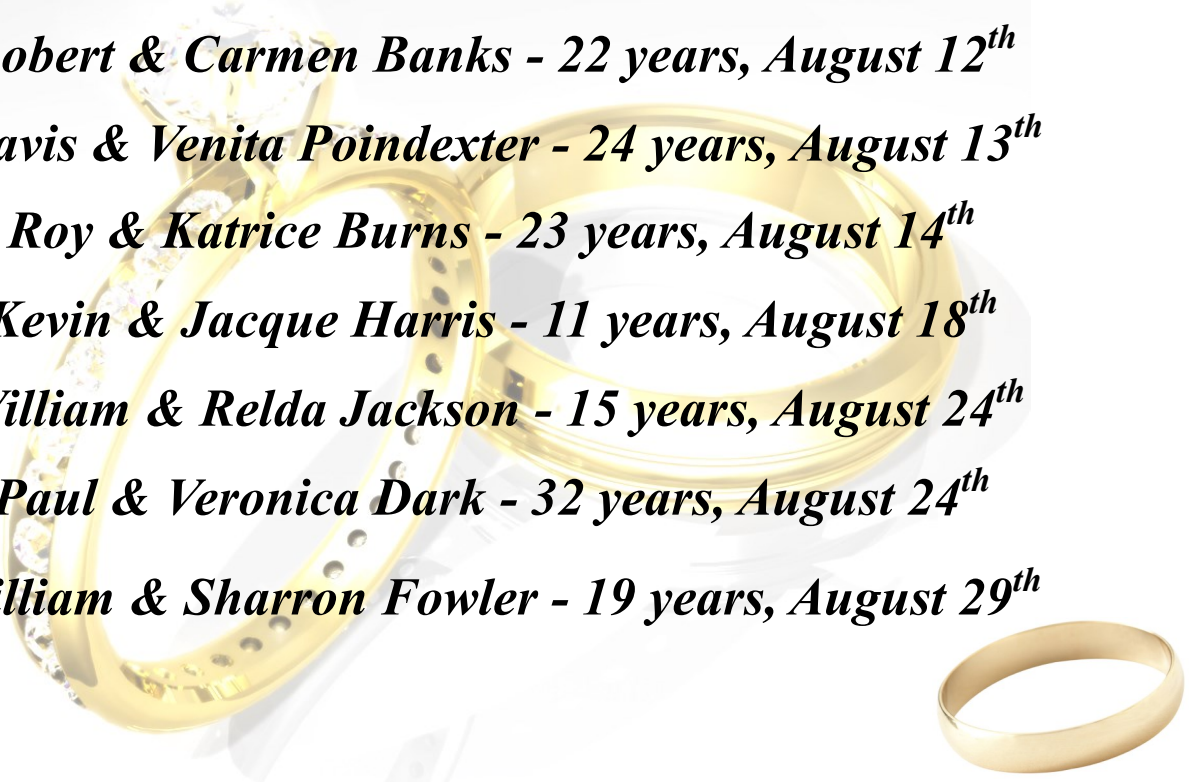 obert & Carmen Banks - 22 years, August 12th
avis & Venita Poindexter - 24 years, August 13th
Roy & Katrice Burns - 23 years, August 14th
Kevin & Jacque Harris - 11 years, August 18th
illiam & Relda Jackson - 15 years, August 24th
Paul & Veronica Dark - 32 years, August 24th
illiam & Sharron Fowler - 19 years, August 29th